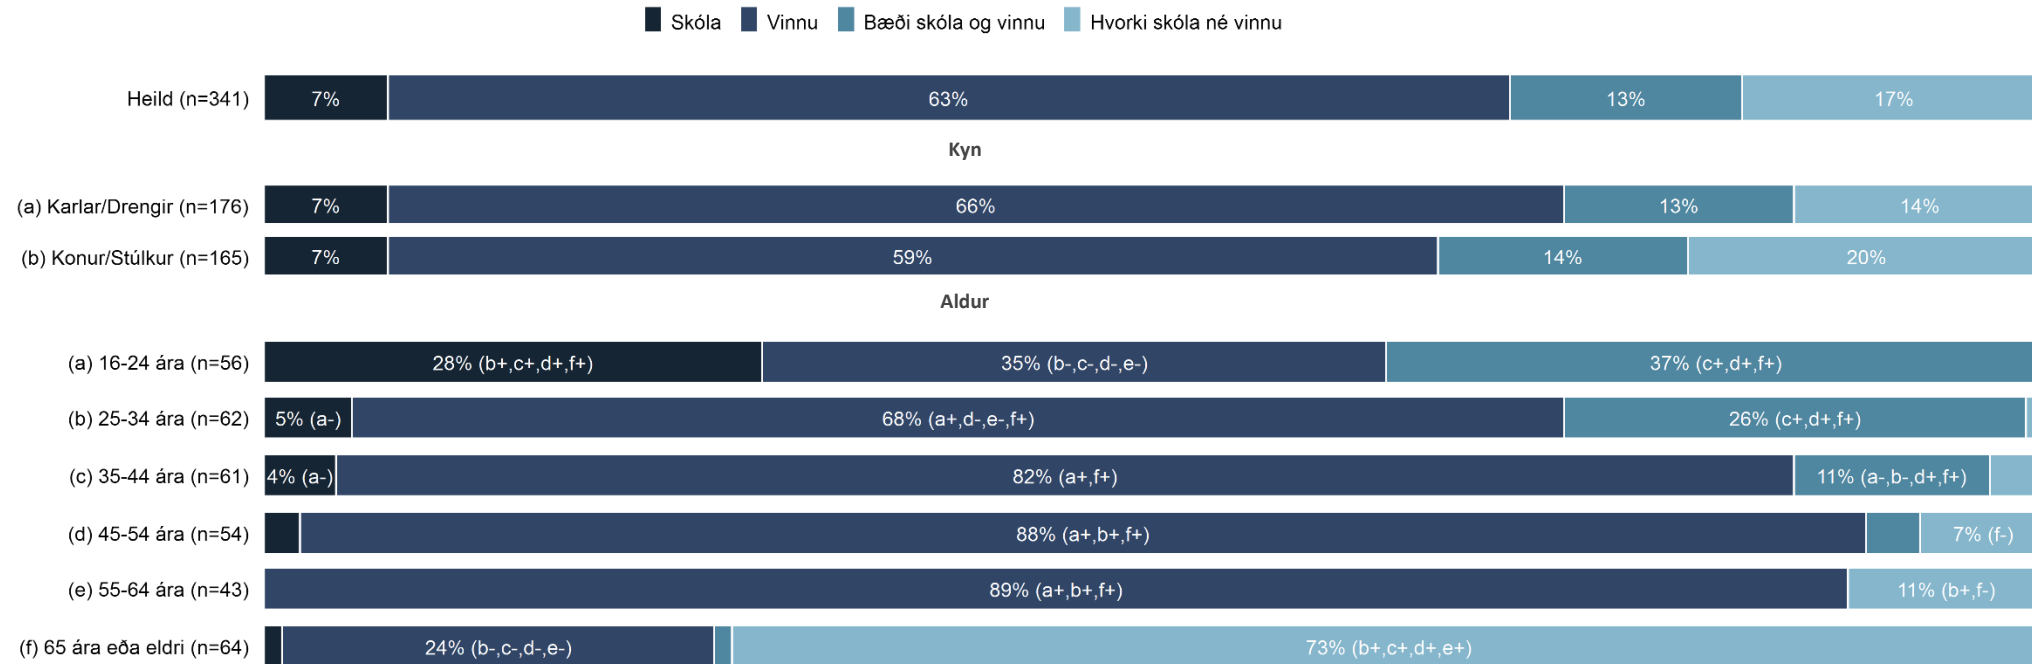 Skóla Vinnu Bæði skóla og vinnu Hvorki skóla né vinnu
Heild (n=341) 7% 63% 13% 17%
Kyn
(a) Karlar/Drengir (n=176) 7% 66% 13% 14%
(b) Konur/Stúlkur (n=165) 7% 59% 14% 20%
Aldur
(a) 16-24 ára (n=56) 28% (b+,c+,d+,f+) 35% (b-,c-,d-,e-) 37% (c+,d+,f+)
(b) 25-34 ára (n=62) 5% (a-) 68% (a+,d-,e-,f+) 26% (c+,d+,f+)
(c) 35-44 ára (n=61) 4% (a-) 82% (a+,f+) 11% (a-,b-,d+,f+)
(d) 45-54 ára (n=54) 88% (a+,b+,f+) 7% (f-)
(e) 55-64 ára (n=43) 89% (a+,b+,f+) 11% (b+,f-)
(f) 65 ára eða eldri (n=64) 24% (b-,c-,d-,e-) 73% (b+,c+,d+,e+)